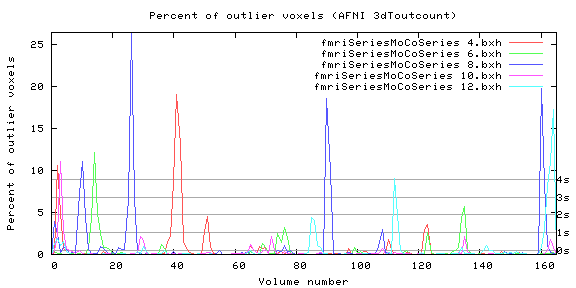 Percent of outlier voxels (AFNI 3dToutcount)
fmriSeriesMoCoSeries 4.bxh
fmriSeriesMoCoSeries 6.bxh
fmriSeriesMoCoSeries 8.bxh
fmriSeriesMoCoSeries 10.bxh
fmriSeriesMoCoSeries 12.bxh
Percent of outlier voxels
25
20
15
10
5
0
4s
3s
2s
1s
0s
0 20 40 60 80 100 120 140 160
Volume number